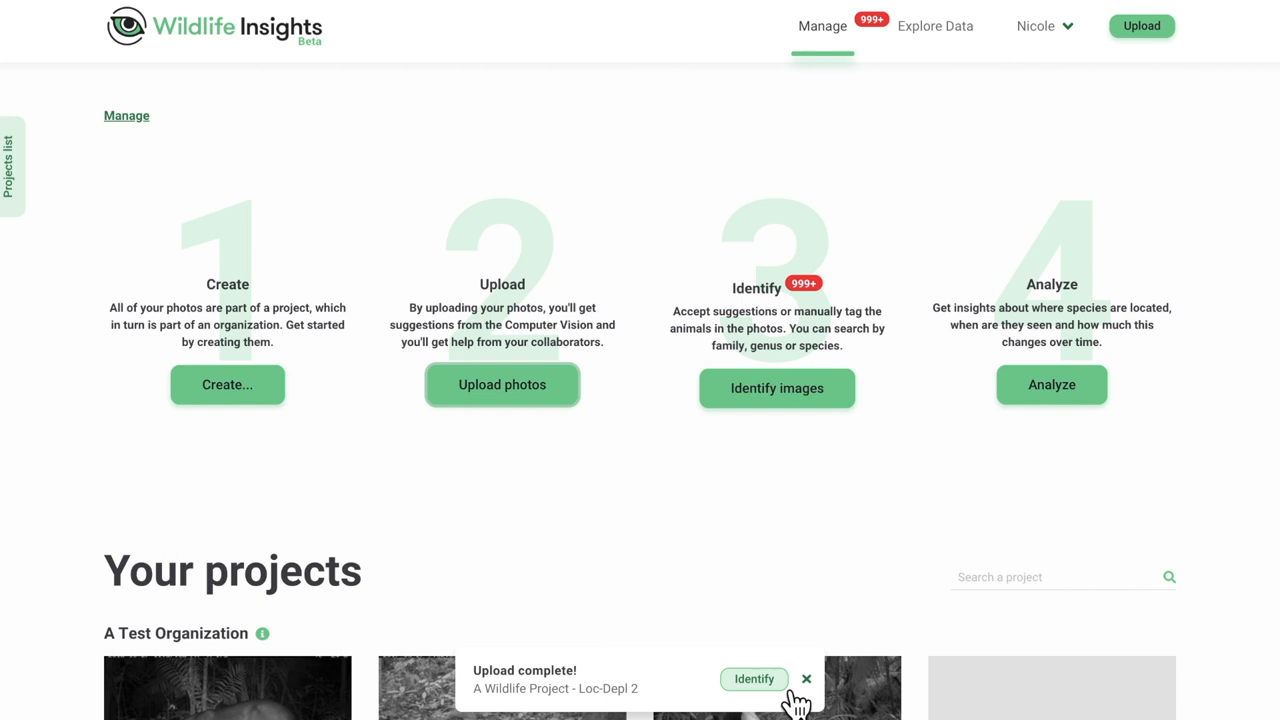 Wildlife Insights
Beta
Manage 999+ Explore Data Nicole Upload
Projects list
Manage
1
Create
All of your photos are part of a project, which
in turn is part of an organization. Get started
by creating them.
Create...
2
Upload
By uploading your photos, you'll get
suggestions from the Computer Vision and
you'll get help from your collaborators.
Upload photos
3
Identify 999+
Accept suggestions or manually tag the
animals in the photos. You can search by
family, genus or species.
Identify images
4
Analyze
Get insights about where species are located,
when are they seen and how much this
changes over time.
Analyze
Your projects
Search a project
A Test Organization
Upload complete!
A Wildlife Project - Loc-Depl 2
Identify